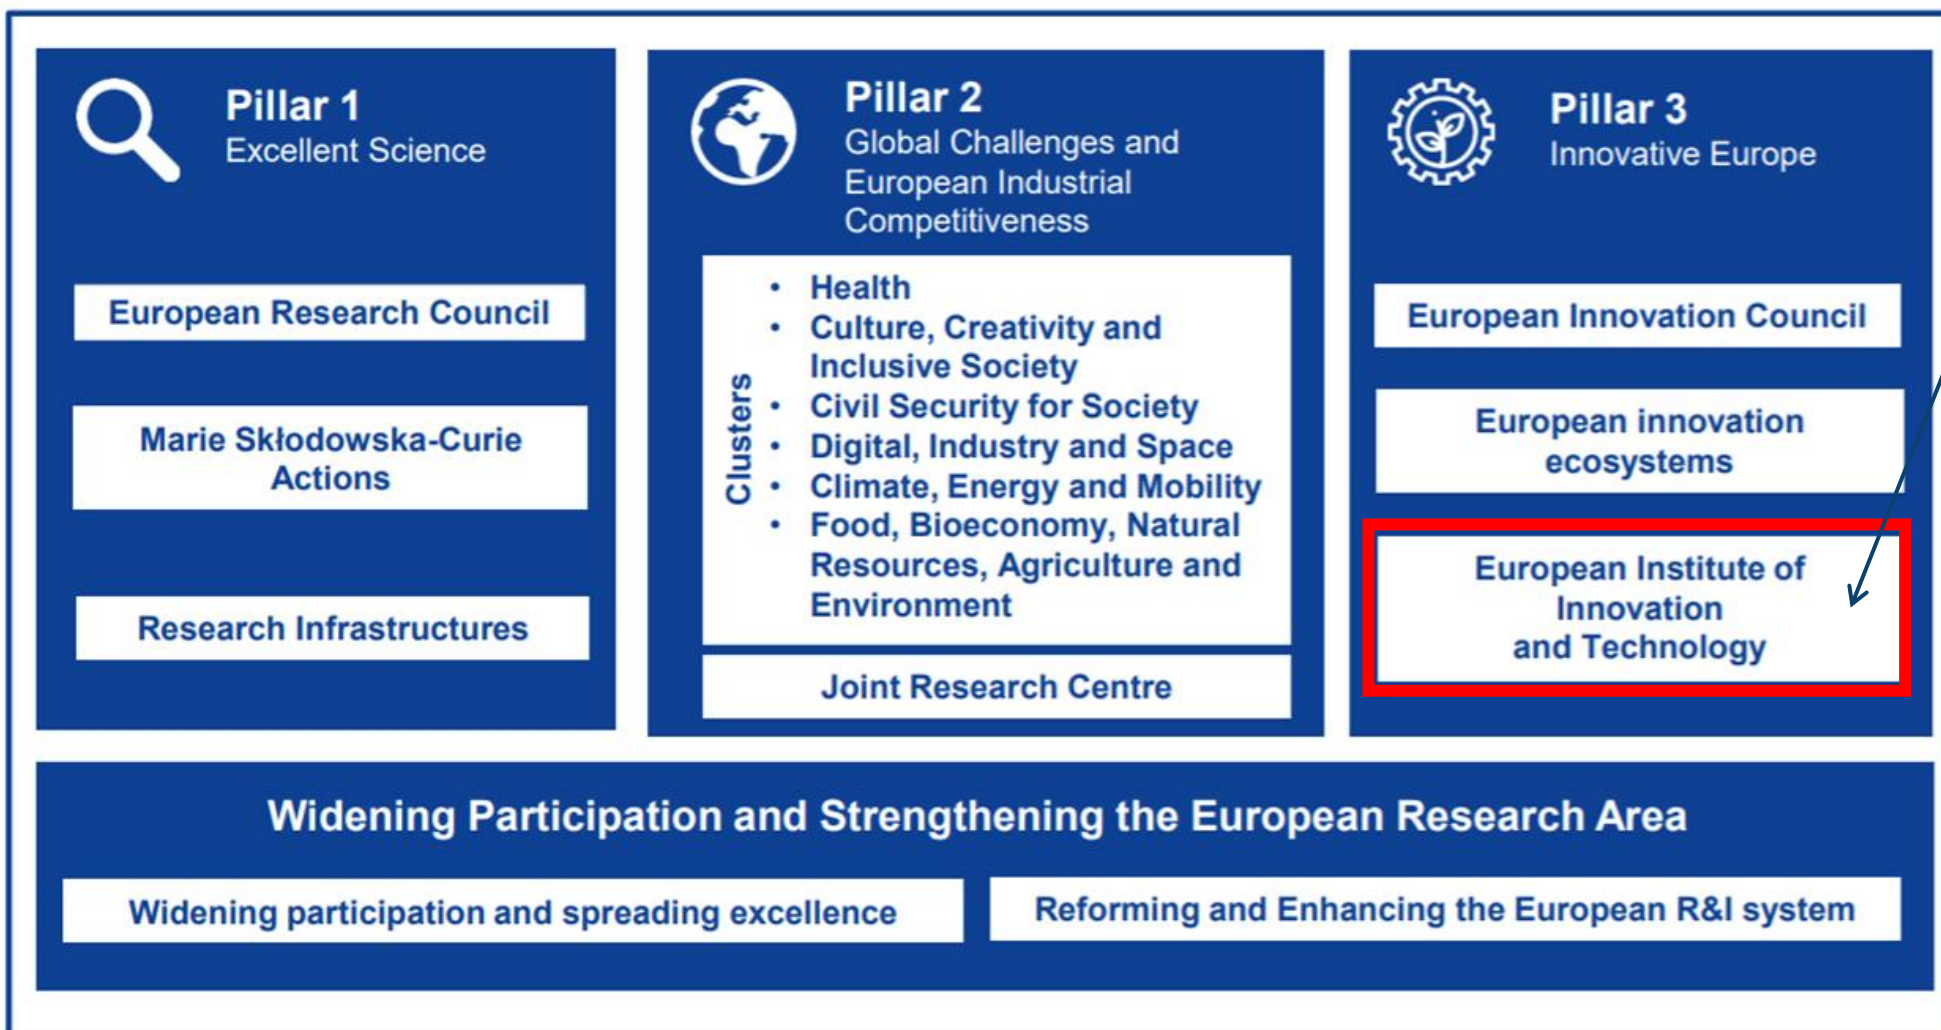 Pillar 1
Excellent Science
European Research Council
Marie Skłodowska-Curie
Actions
Research Infrastructures
Pillar 2
Global Challenges and
European Industrial
Competitiveness
Clusters
• Health
• Culture, Creativity and
Inclusive Society
• Civil Security for Society
• Digital, Industry and Space
• Climate, Energy and Mobility
• Food, Bioeconomy, Natural
Resources, Agriculture and
Environment
Joint Research Centre
Pillar 3
Innovative Europe
European Innovation Council
European innovation
ecosystems
European Institute of
Innovation
and Technology
Widening Participation and Strengthening the European Research Area
Widening participation and spreading excellence
Reforming and Enhancing the European R&I system